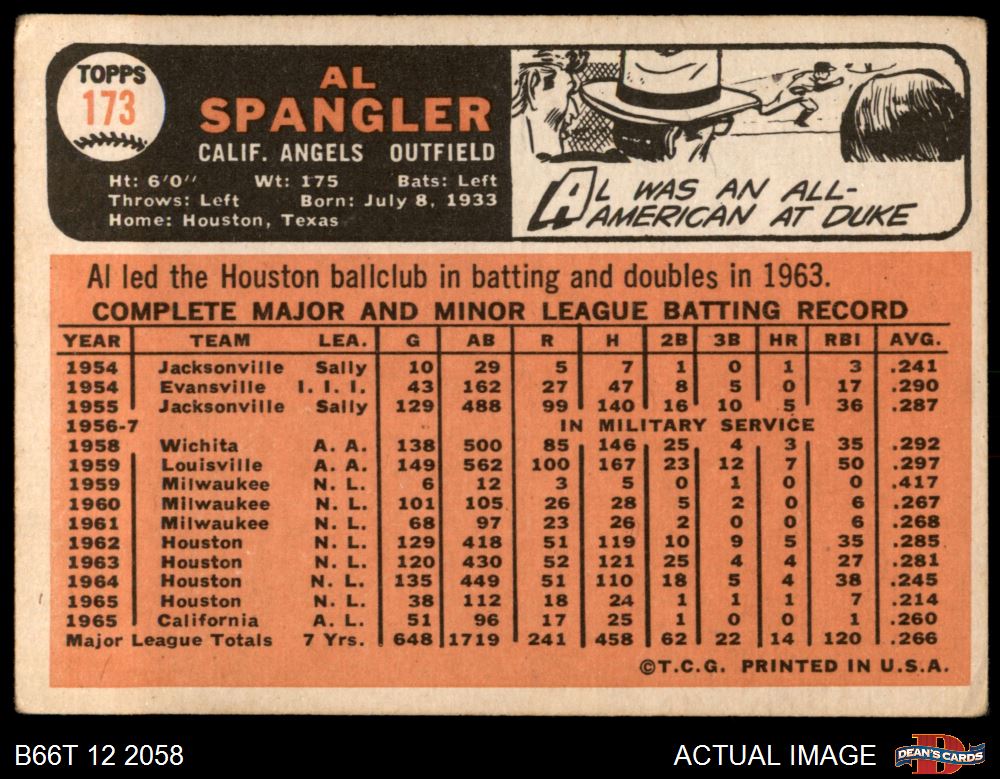 TOPPS
173
AL
SPANGLER
CALIF. ANGELS OUTFIELD
Ht: 6'0" Wt: 175 Bats: Left
Throws: Left Born: July 8, 1933
Home: Houston, Texas
AL WAS AN ALL-
AMERICAN AT DUKE
Al led the Houston ballclub in batting and doubles in 1963.
COMPLETE MAJOR AND MINOR LEAGUE BATTING RECORD
YEAR TEAM LEA. G AB R H 2B 3B HR RBI AVG.
1954 Jacksonville Sally 10 29 5 7 1 0 1 3 .241
1954 Evansville I. I. I. 43 162 27 47 8 5 0 17 .290
1955 Jacksonville Sally 129 488 99 140 16 10 5 36 .287
1956-7 IN MILITARY SERVICE
1958 Wichita A. A. 138 500 85 146 25 4 3 35 .292
1959 Louisville A. A. 149 562 100 167 23 12 7 50 .297
1959 Milwaukee N. L. 6 12 3 5 0 1 0 0 .417
1960 Milwaukee N. L. 101 105 26 28 5 2 0 6 .267
1961 Milwaukee N. L. 68 97 23 26 2 0 0 6 .268
1962 Houston N. L. 129 418 51 119 10 9 5 35 .285
1963 Houston N. L. 120 430 52 121 25 4 4 27 .281
1964 Houston N. L. 135 449 51 110 18 5 4 38 .245
1965 Houston N. L. 38 112 18 24 1 1 1 7 .214
1965 California A. L. 51 96 17 25 1 0 0 1 .260
Major League Totals 7 Yrs. 648 1719 241 458 62 22 14 120 .266
©T.C.G. PRINTED IN U.S.A.
B66T 12 2058 ACTUAL IMAGE
D
DEAN'S CARDS